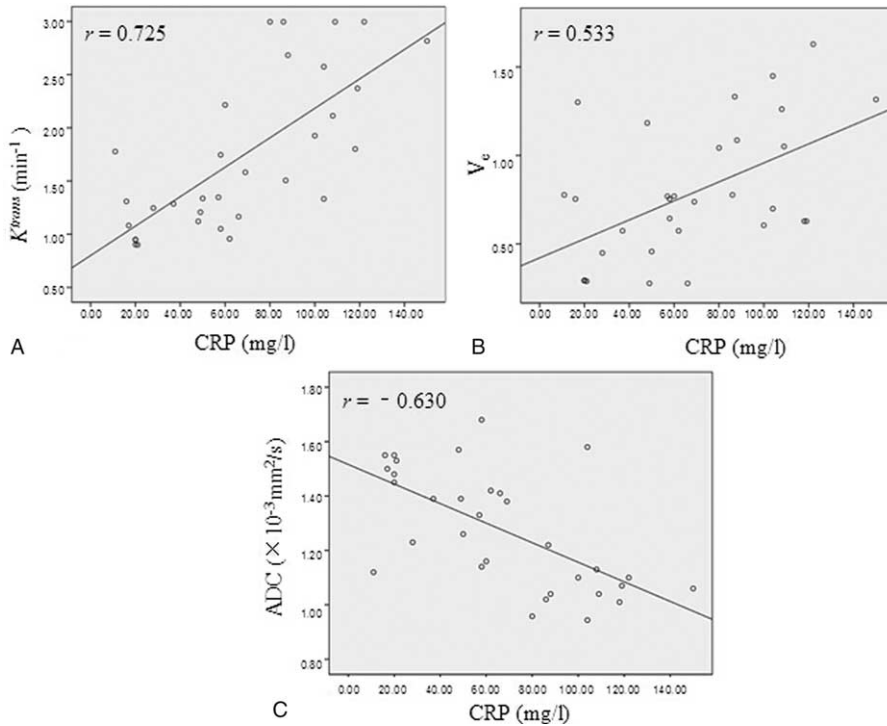 r = 0.725
3.00
2.50
2.00
1.50
1.00
0.50
K^trans (min⁻¹)
0.00 20.00 40.00 60.00 80.00 100.00 120.00 140.00
CRP (mg/l)
A
r = 0.533
1.50
1.00
0.50
V_e
0.00 20.00 40.00 60.00 80.00 100.00 120.00 140.00
CRP (mg/l)
B
r = - 0.630
1.80
1.60
1.40
1.20
1.00
0.80
ADC (×10⁻³mm²/s)
0.00 20.00 40.00 60.00 80.00 100.00 120.00 140.00
CRP (mg/l)
C